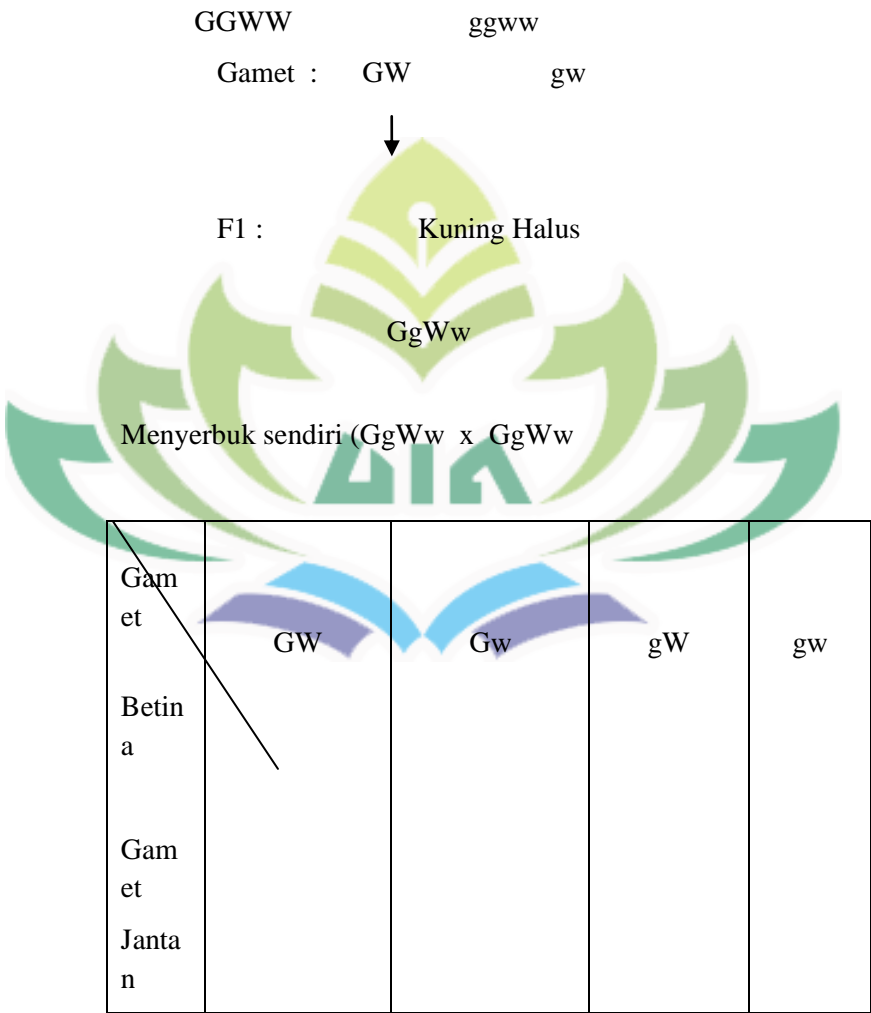 GGWW ggww
Gamet : GW gw
F1 : Kuning Halus
GgWw
Menyerbuk sendiri (GgWw x GgWw
Gam
et
Betin
a
Gam
et
Janta
n
GW Gw gW gw